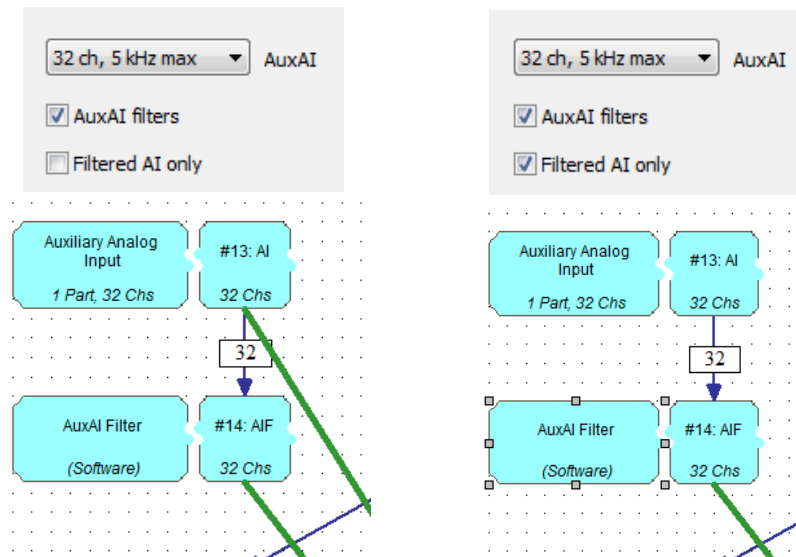 32 ch, 5 kHz max AuxAI
AuxAI filters
Filtered AI only
Auxiliary Analog
Input
1 Part, 32 Chs
#13: AI
32 Chs
32
AuxAI Filter
(Software)
#14: AIF
32 Chs
32 ch, 5 kHz max AuxAI
AuxAI filters
Filtered AI only
Auxiliary Analog
Input
1 Part, 32 Chs
#13: AI
32 Chs
32
AuxAI Filter
(Software)
#14: AIF
32 Chs